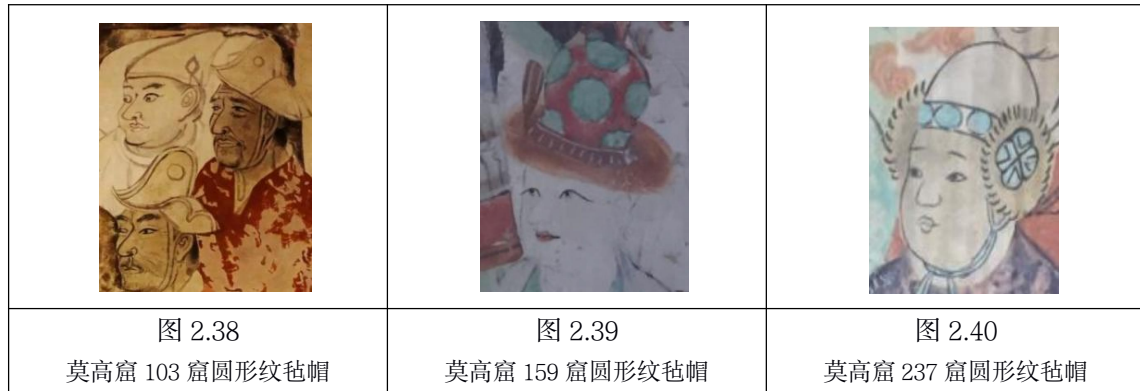 图 2.38
莫高窟 103 窟圆形纹毡帽
图 2.39
莫高窟 159 窟圆形纹毡帽
图 2.40
莫高窟 237 窟圆形纹毡帽